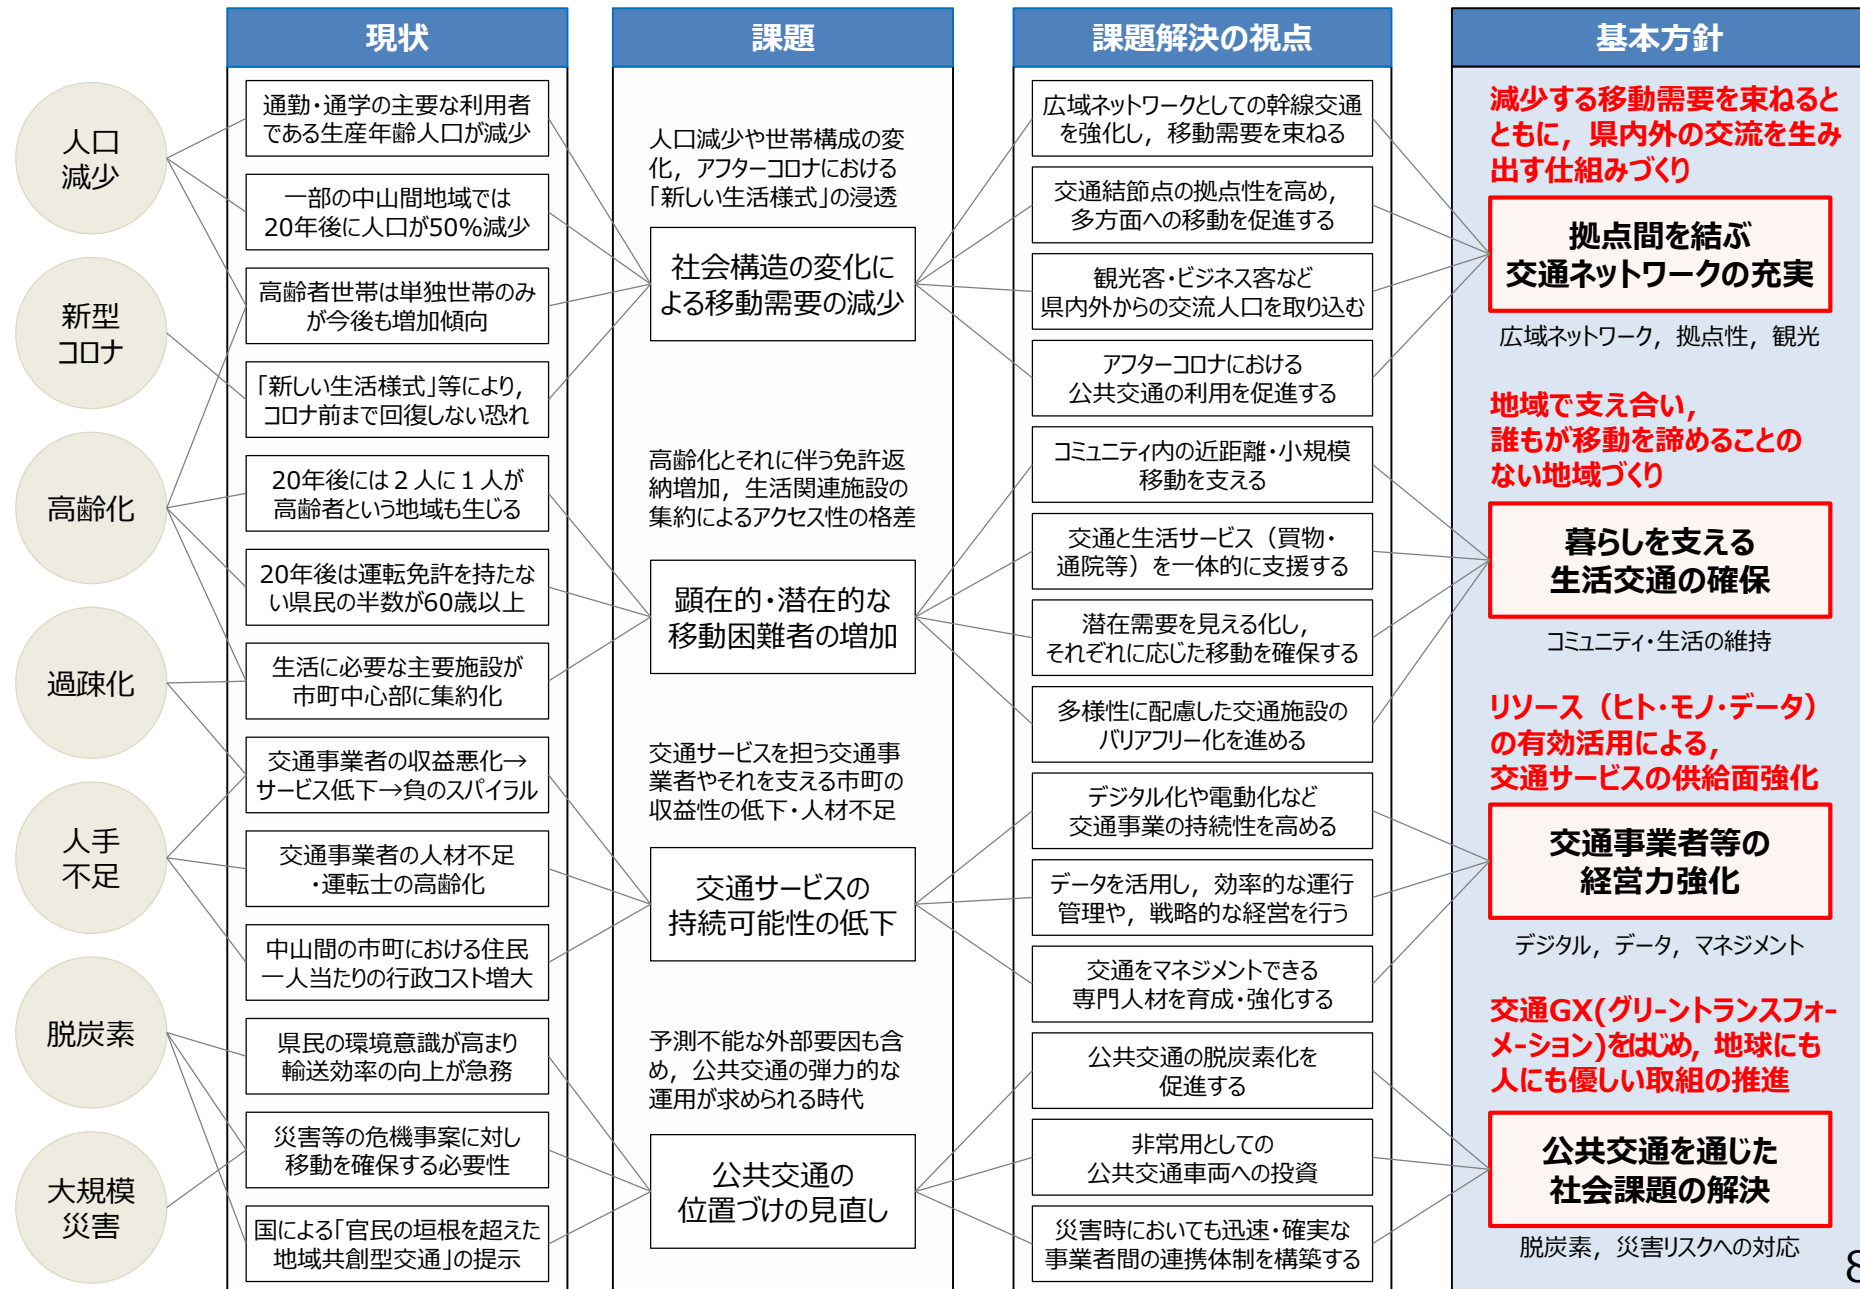 現状
課題
課題解決の視点
基本方針
人口
減少
新型
コロナ
高齢化
過疎化
人手
不足
脱炭素
大規模
災害
通勤・通学の主要な利用者
である生産年齢人口が減少
一部の中山間地域では
20年後に人口が50%減少
高齢者世帯は単独世帯のみ
が今後も増加傾向
「新しい生活様式」等により，
コロナ前まで回復しない恐れ
20年後には２人に１人が
高齢者という地域も生じる
20年後は運転免許を持たな
い県民の半数が60歳以上
生活に必要な主要施設が
市町中心部に集約化
交通事業者の収益悪化→
サービス低下→負のスパイラル
交通事業者の人材不足
・運転士の高齢化
中山間の市町における住民
一人当たりの行政コスト増大
県民の環境意識が高まり
輸送効率の向上が急務
災害等の危機事案に対し
移動を確保する必要性
国による「官民の垣根を超えた
地域共創型交通」の提示
人口減少や世帯構成の変
化，アフターコロナにおける
「新しい生活様式」の浸透
社会構造の変化に
よる移動需要の減少
高齢化とそれに伴う免許返
納増加，生活関連施設の
集約によるアクセス性の格差
顕在的・潜在的な
移動困難者の増加
交通サービスを担う交通事
業者やそれを支える市町の
収益性の低下・人材不足
交通サービスの
持続可能性の低下
予測不能な外部要因も含
め，公共交通の弾力的な
運用が求められる時代
公共交通の
位置づけの見直し
広域ネットワークとしての幹線交通
を強化し，移動需要を束ねる
交通結節点の拠点性を高め，
多方面への移動を促進する
観光客・ビジネス客など
県内外からの交流人口を取り込む
アフターコロナにおける
公共交通の利用を促進する
コミュニティ内の近距離・小規模
移動を支える
交通と生活サービス（買物・
通院等）を一体的に支援する
潜在需要を見える化し，
それぞれに応じた移動を確保する
多様性に配慮した交通施設の
バリアフリー化を進める
デジタル化や電動化など
交通事業の持続性を高める
データを活用し，効率的な運行
管理や，戦略的な経営を行う
交通をマネジメントできる
専門人材を育成・強化する
公共交通の脱炭素化を
促進する
非常用としての
公共交通車両への投資
災害時においても迅速・確実な
事業者間の連携体制を構築する
減少する移動需要を束ねると
ともに，県内外の交流を生み
出す仕組みづくり
拠点間を結ぶ
交通ネットワークの充実
広域ネットワーク，拠点性，観光
地域で支え合い，
誰もが移動を諦めることの
ない地域づくり
暮らしを支える
生活交通の確保
コミュニティ・生活の維持
リソース（ヒト・モノ・データ）
の有効活用による，
交通サービスの供給面強化
交通事業者等の
経営力強化
デジタル，データ，マネジメント
交通GX(グリーントランスフォー
メーション)をはじめ，地球にも
人にも優しい取組の推進
公共交通を通じた
社会課題の解決
脱炭素，災害リスクへの対応
8